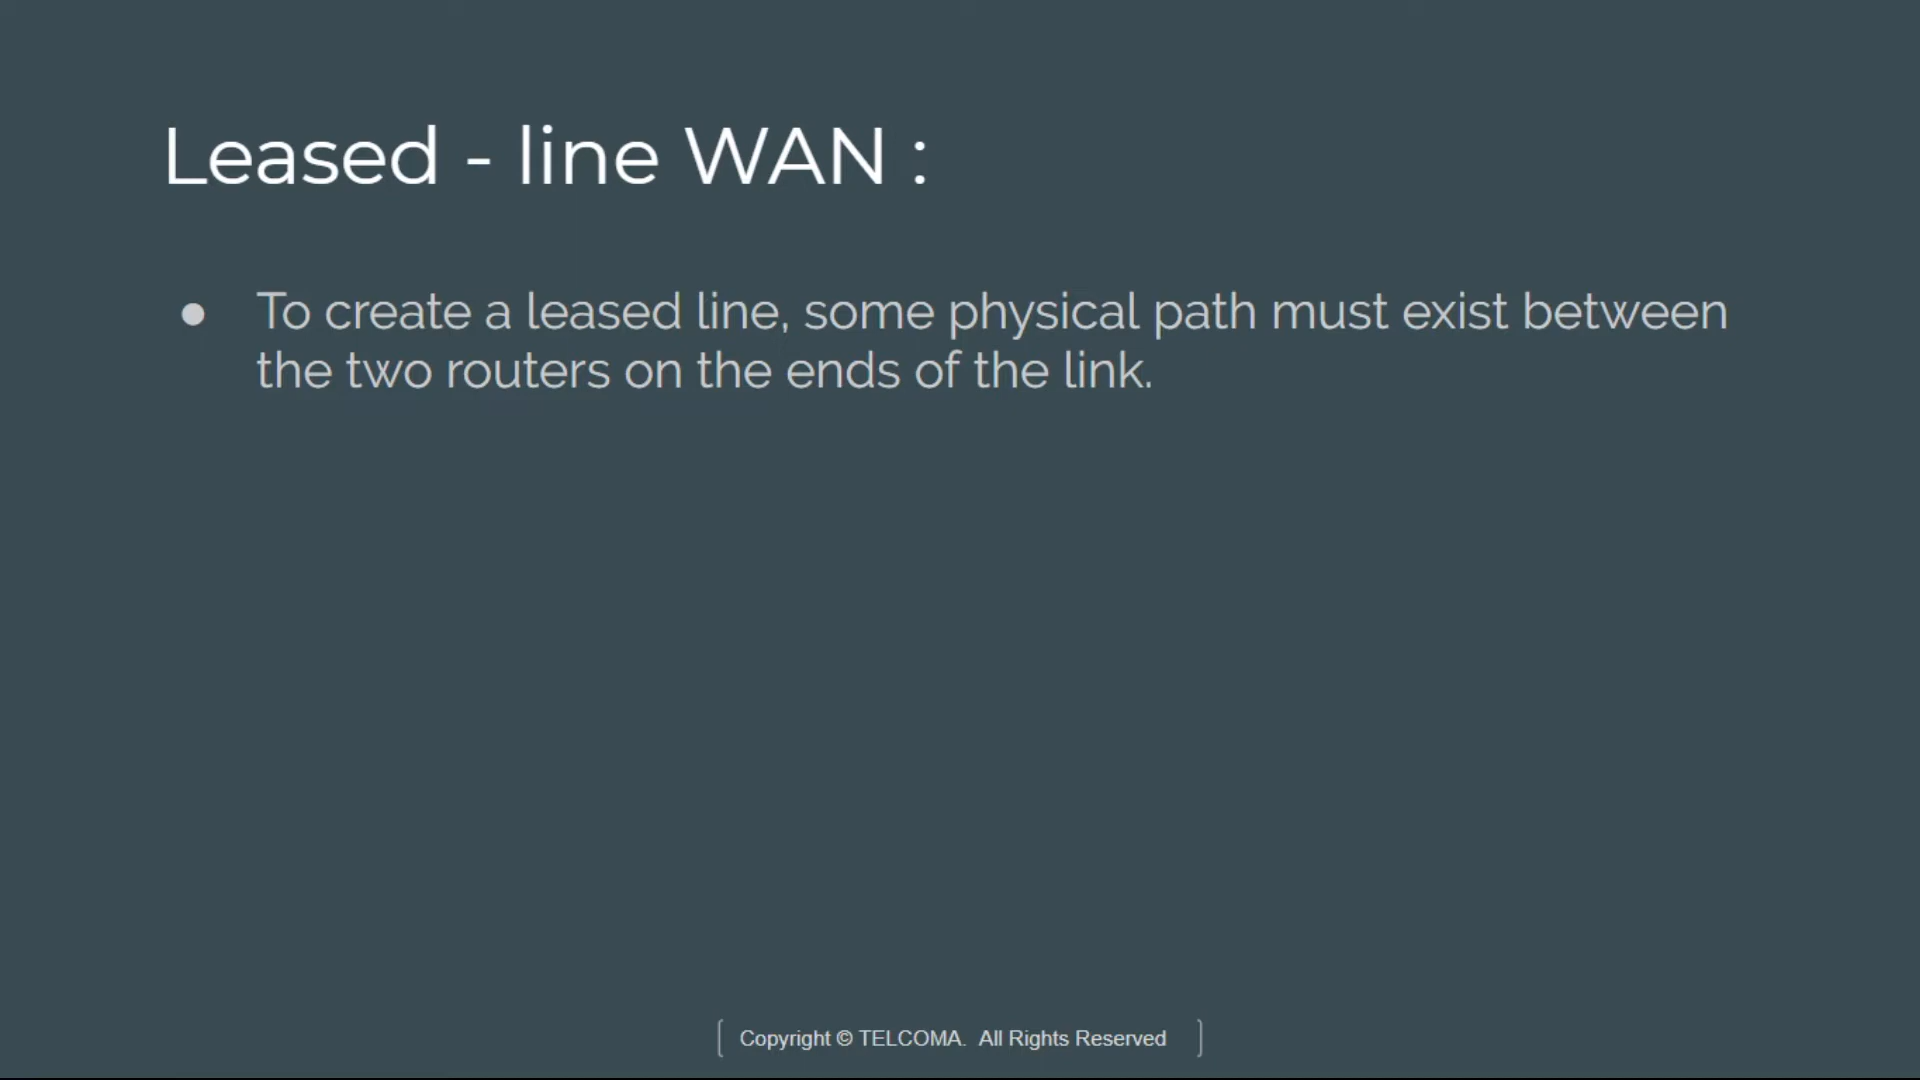 Leased - line WAN :
● To create a leased line, some physical path must exist between
the two routers on the ends of the link.
Copyright © TELCOMA. All Rights Reserved